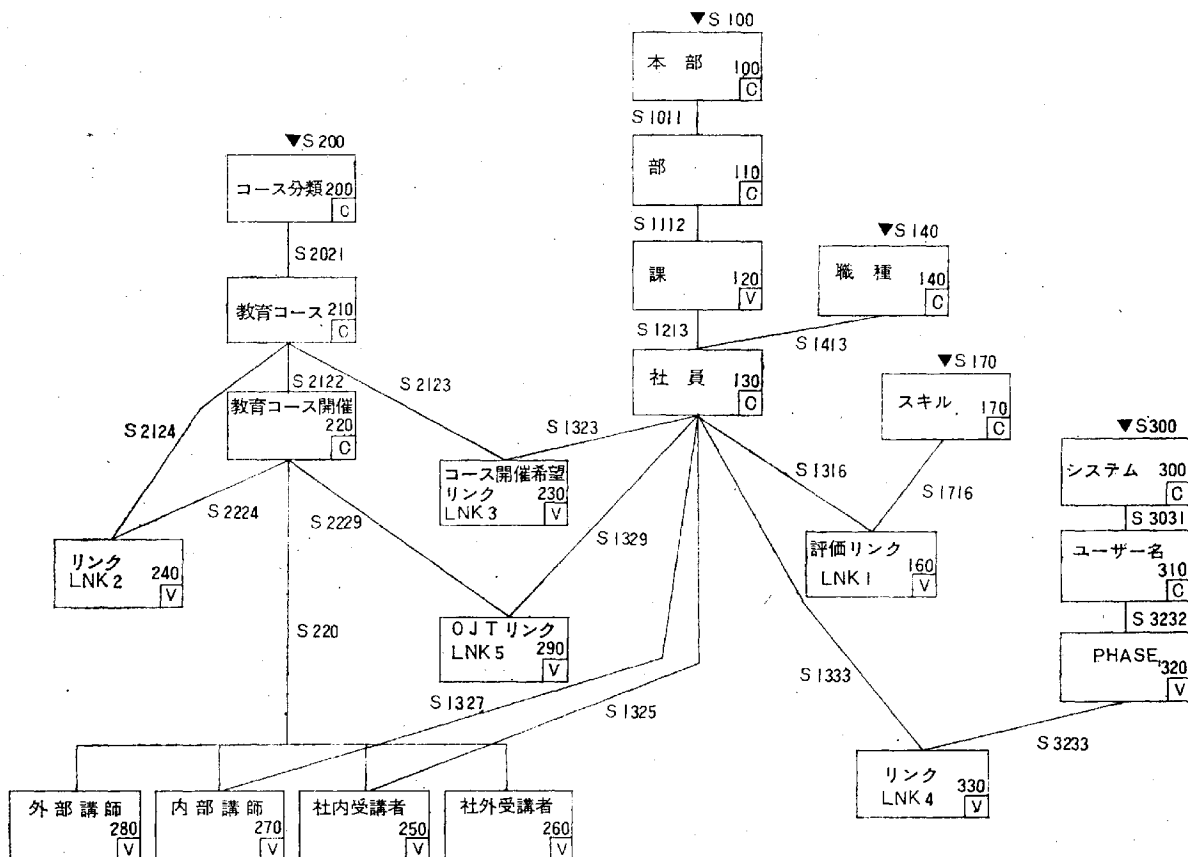 ▼S 100
本部 100
C
S 1011
部 110
C
S 1112
課 120
V
S 1213
▼S 140
職種 140
C
S 1413
社員 130
C
▼S 200
コース分類 200
C
S 2021
教育コース 210
C
S 2122
S 2123
S 2124
教育コース開催
220
C
S 2224
S 2229
S 1323
コース開催希望
リンク 230
LNK 3
V
▼S 170
スキル 170
C
S 1316
S 1716
評価リンク
LNK 1 160
V
▼S 300
システム 300
C
S 3031
ユーザー名
310
C
S 3232
PHASE
320
V
S 3233
リンク
LNK 2 240
V
S 220
S 1329
OJTリンク
LNK 5 290
V
S 1327
S 1325
S 1333
リンク
LNK 4 330
V
外部講師
280
V
内部講師
270
V
社内受講者
250
V
社外受講者
260
V